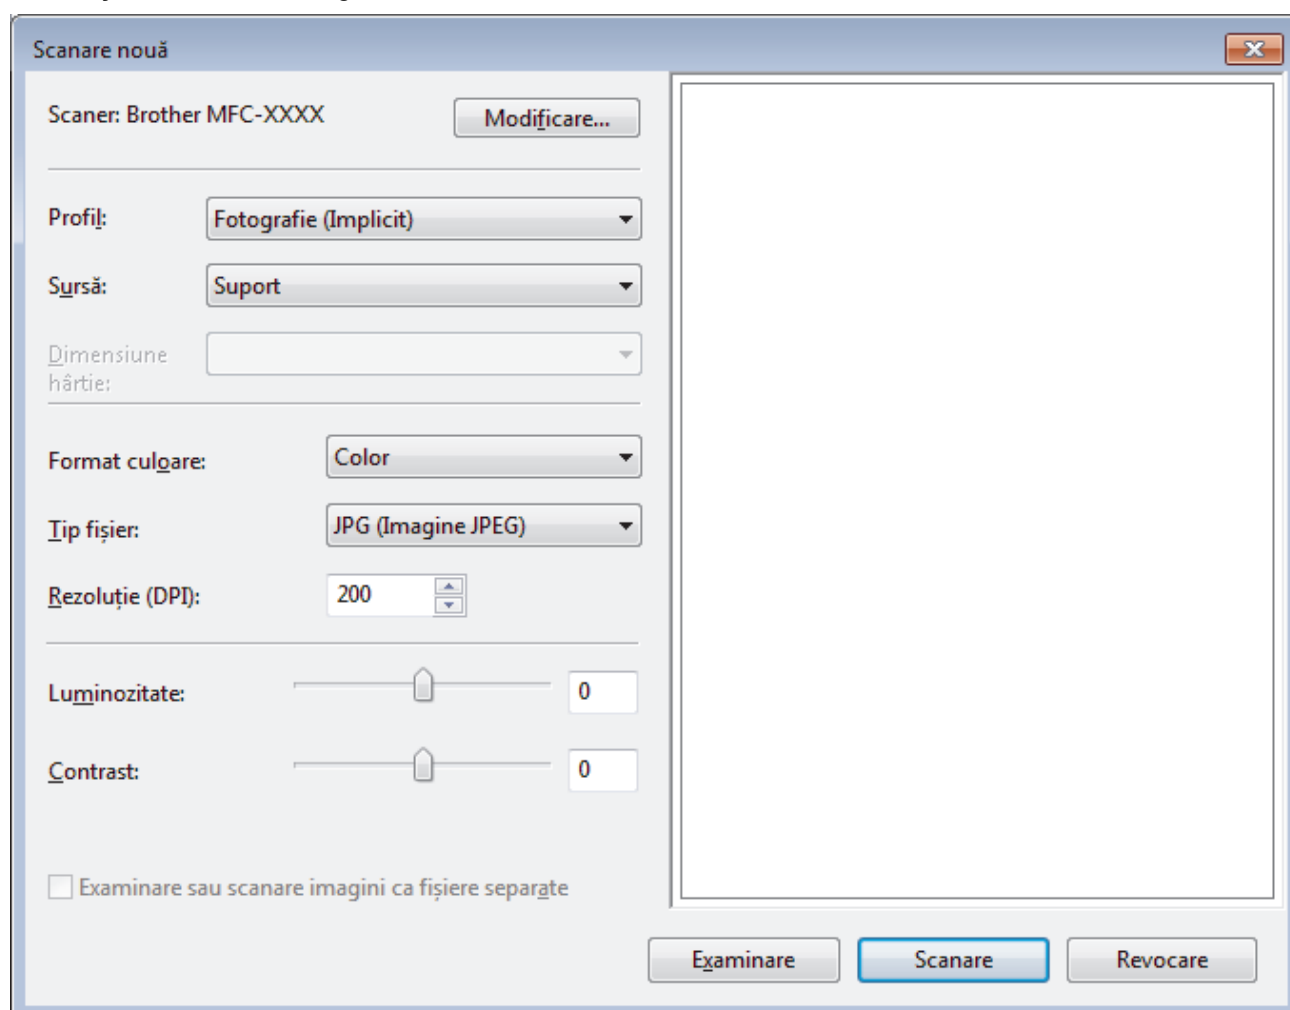 Scanare nouă
Scaner: Brother MFC-XXXX Modificare...
Profil: Fotografie (Implicit)
Sursă: Suport
Dimensiune
hârtie:
Format culoare: Color
Tip fișier: JPG (Imagine JPEG)
Rezoluție (DPI): 200
Luminozitate: 0
Contrast: 0
Examinare sau scanare imagini ca fișiere separate
Examinare Scanare Revocare